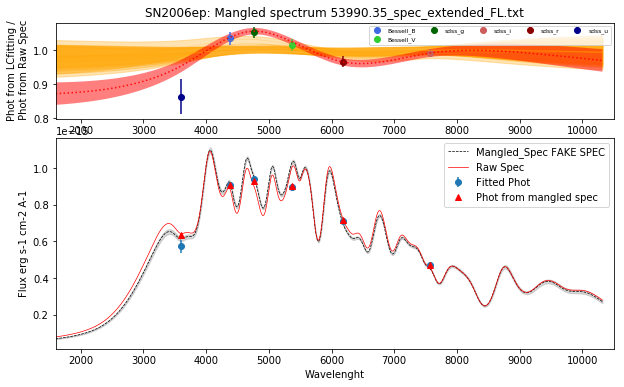 SN2006ep: Mangled spectrum 53990.35_spec_extended_FL.txt
Phot from LCfitting /
Phot from Raw Spec
1.0
0.9
0.8
Bessell_B
Bessell_V
sdss_g
sdss_i
sdss_r
sdss_u
2000 3000 4000 5000 6000 7000 8000 9000 10000
1e−15
Flux erg s-1 cm-2 A-1
1.0
0.8
0.6
0.4
0.2
Mangled_Spec FAKE SPEC
Raw Spec
Fitted Phot
Phot from mangled spec
2000 3000 4000 5000 6000 7000 8000 9000 10000
Wavelenght